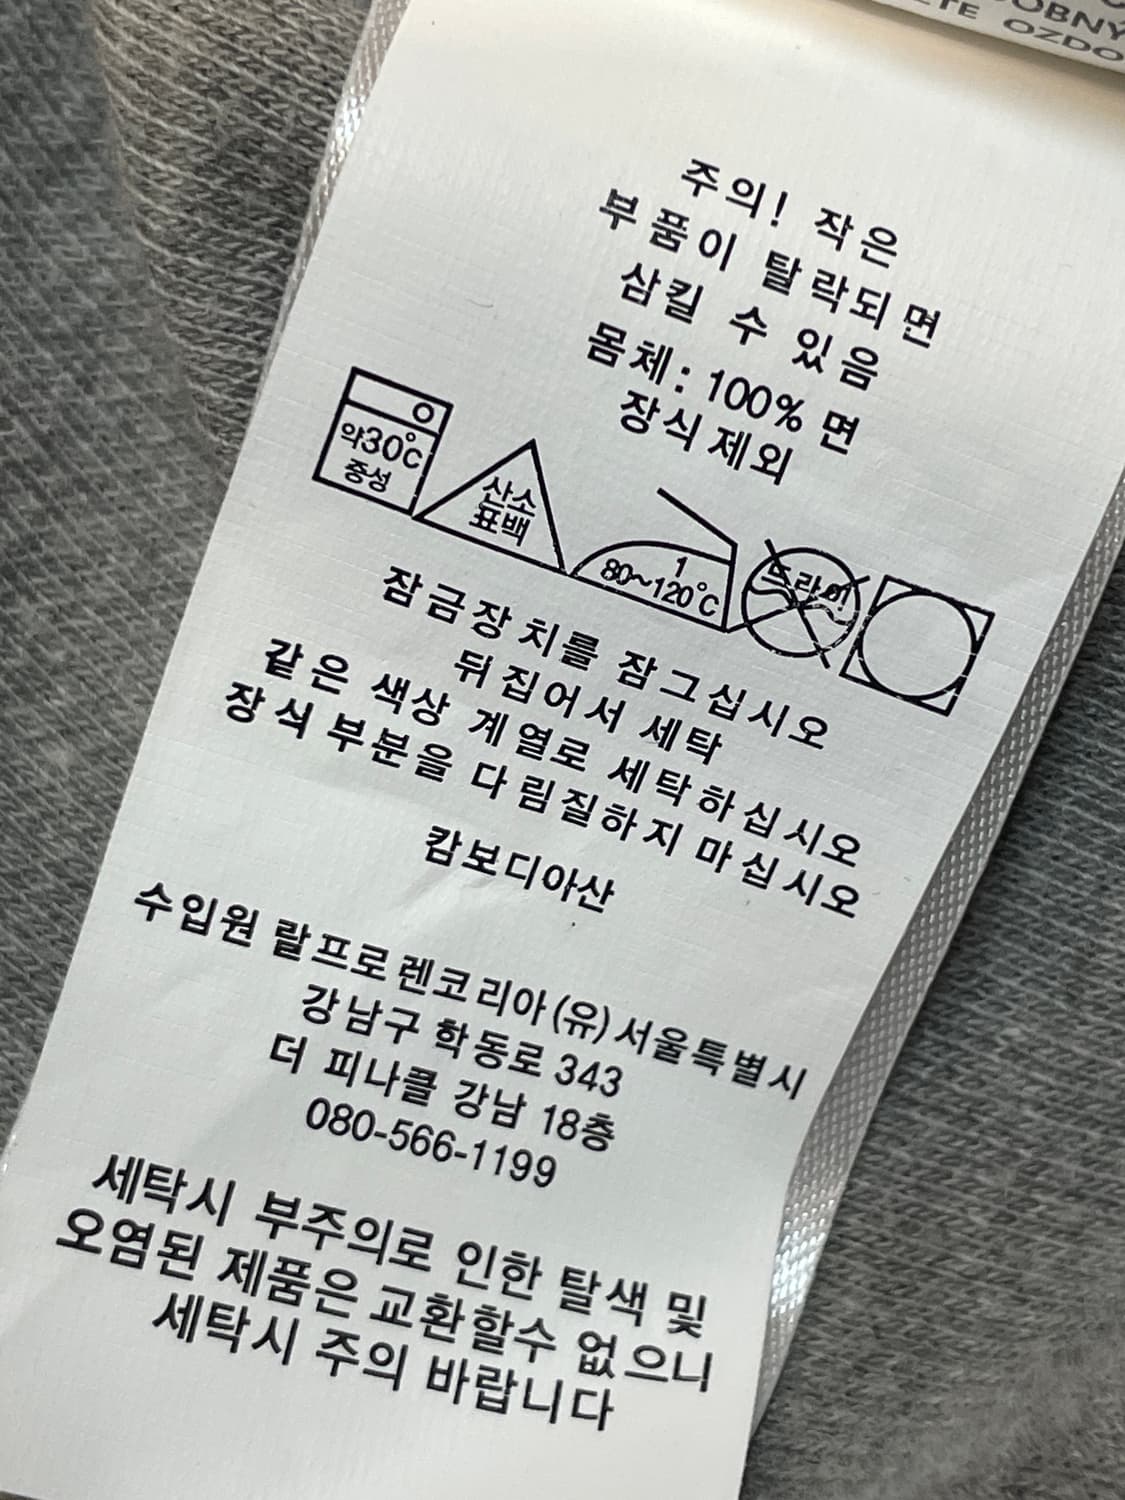 DOBNY
ETE OZDO
주의! 작은
부품이 탈락되면
삼킬 수 있음
몸체: 100% 면
장식제외
약30℃
중성
산소
표백
1
80~120℃
드라이
잠금장치를 잠그십시오
뒤집어서 세탁
같은 색상 계열로 세탁하십시오
장식 부분을 다림질하지 마십시오
캄보디아산
수입원 랄프로렌코리아(유)서울특별시
강남구 학동로 343
더 피나클 강남 18층
080-566-1199
세탁시 부주의로 인한 탈색 및
오염된 제품은 교환할수 없으니
세탁시 주의 바랍니다